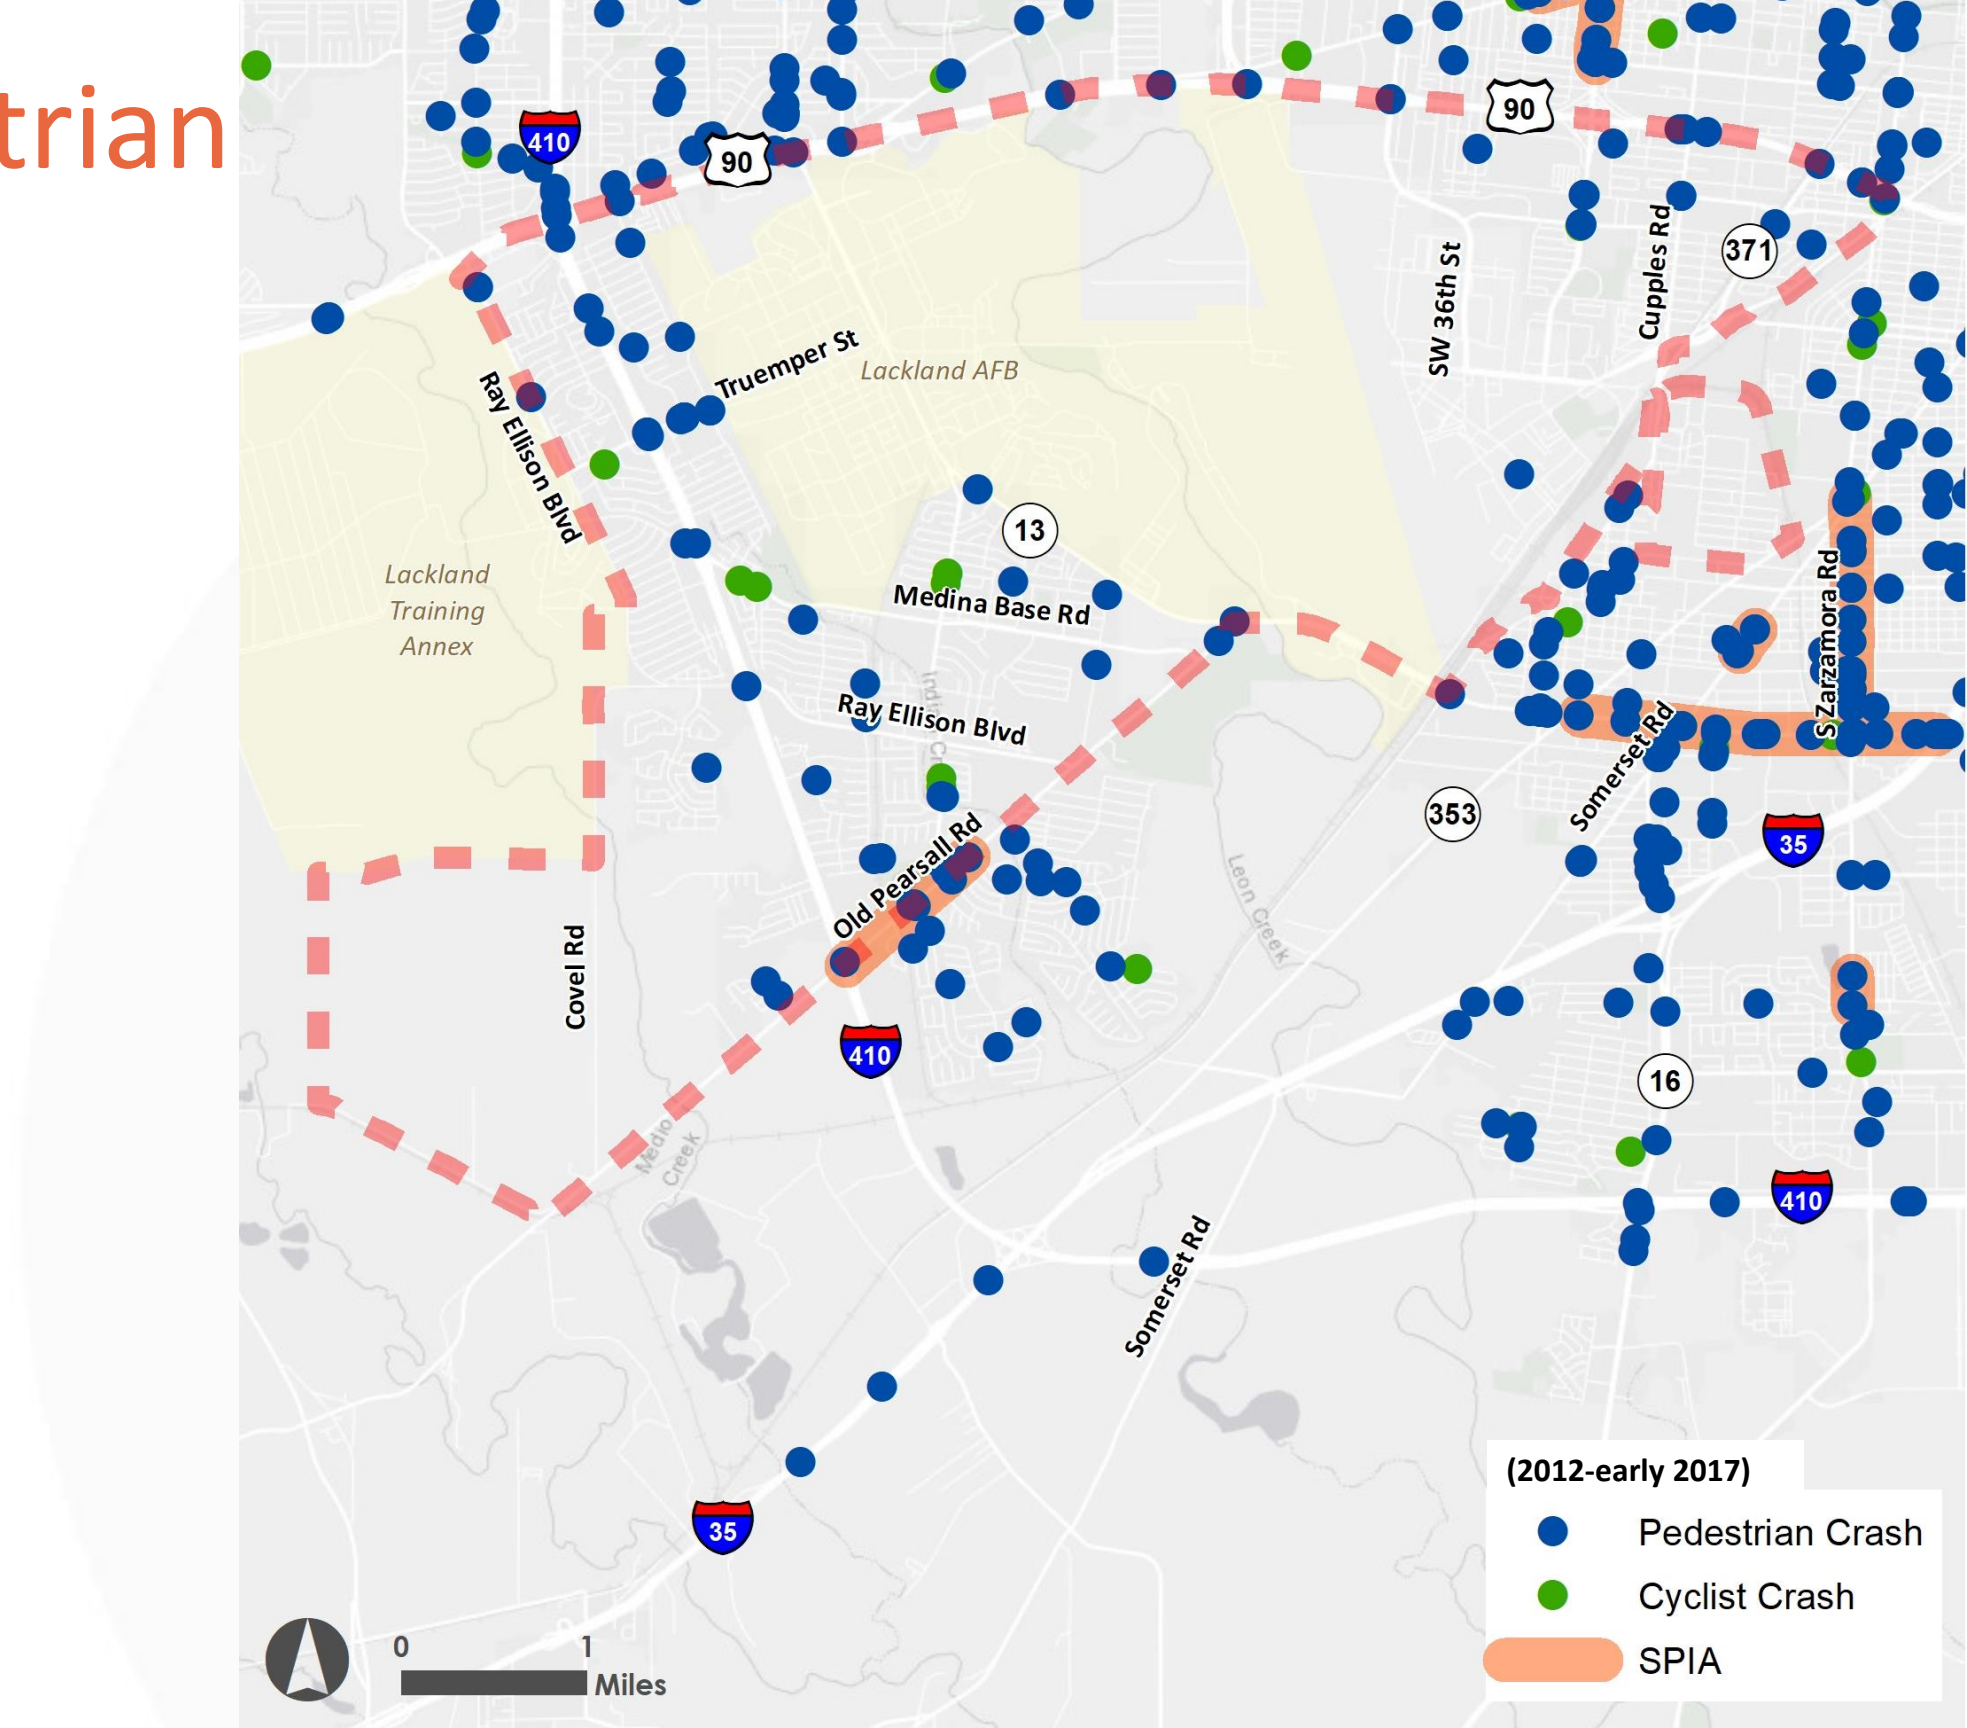 trian
410
90
90
371
Cupples Rd
SW 36th St
Truemper St
Lackland AFB
Ray Ellison Blvd
13
Lackland
Training
Annex
Medina Base Rd
S Zarzamora Rd
Ray Ellison Blvd
Somerset Rd
353
35
Old Pearsall Rd
Leon Creek
Covel Rd
410
16
Medio
Creek
410
Somerset Rd
35
(2012-early 2017)
Pedestrian Crash
Cyclist Crash
SPIA
0 1
Miles